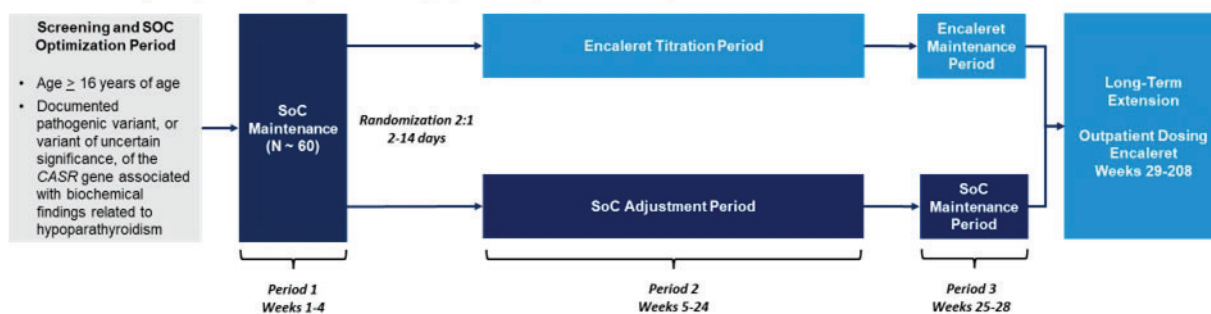 Screening and SOC
Optimization Period
• Age ≥ 16 years of age
• Documented
pathogenic variant, or
variant of uncertain
significance, of the
CASR gene associated
with biochemical
findings related to
hypoparathyroidism
SoC
Maintenance
(N ~ 60)
Randomization 2:1
2-14 days
Encaleret Titration Period
SoC Adjustment Period
Encaleret
Maintenance
Period
SoC
Maintenance
Period
Long-Term
Extension
Outpatient Dosing
Encaleret
Weeks 29-208
Period 1
Weeks 1-4
Period 2
Weeks 5-24
Period 3
Weeks 25-28